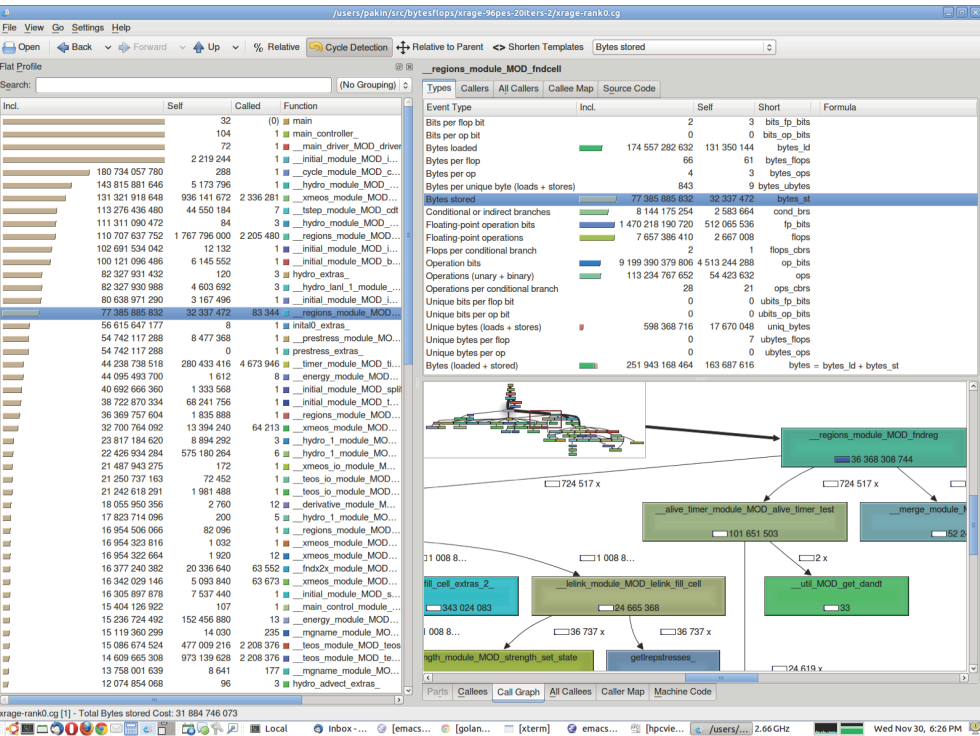 /users/pakin/src/bytesflops/xrage-96pes-20iters-2/xrage-rank0.cg
File View Go Settings Help
Open Back Forward Up % Relative Cycle Detection Relative to Parent <> Shorten Templates Bytes stored
Flat Profile
Search: (No Grouping)
Incl. Self Called Function
32 (0) main
104 1 main_controller_
72 1 __main_driver_MOD_driver
2 219 244 1 __initial_module_MOD_i...
180 734 057 780 288 1 __cycle_module_MOD_c...
143 815 881 646 5 173 796 1 __hydro_module_MOD_...
131 321 918 648 936 141 672 2 336 281 __xmeos_module_MOD...
113 276 436 480 44 550 184 7 __tstep_module_MOD_cdt
111 311 090 472 84 3 __hydro_module_MOD_...
110 707 637 752 1 767 796 000 2 205 480 __regions_module_MOD...
102 691 534 042 12 132 1 __initial_module_MOD_i...
100 121 096 486 6 145 552 1 __initial_module_MOD_b...
82 327 931 432 120 3 hydro_extras_
82 327 930 988 4 603 692 3 __hydro_lanl_1_module_...
80 638 971 290 3 167 496 1 __initial_module_MOD_i...
77 385 885 832 32 337 472 83 344 __regions_module_MOD...
56 615 647 177 8 1 inital0_extras_
54 742 117 288 8 477 368 1 __prestress_module_MO...
54 742 117 288 0 1 prestress_extras_
44 238 738 518 280 433 416 4 673 946 __timer_module_MOD_ti...
44 095 493 700 1 612 8 __energy_module_MOD...
40 692 666 360 1 333 568 1 __initial_module_MOD_split
38 722 870 334 68 241 756 1 __initial_module_MOD_t...
36 369 757 604 1 835 888 1 __regions_module_MOD...
32 700 764 092 13 394 240 64 213 __xmeos_module_MOD...
23 817 184 620 8 894 292 3 __hydro_1_module_MO...
22 426 934 284 575 180 264 6 __hydro_1_module_MO...
21 487 943 275 172 1 __xmeos_io_module_M...
21 250 737 163 72 452 1 __teos_io_module_MOD...
21 242 618 291 1 981 488 1 __teos_io_module_MOD...
18 055 950 356 2 760 12 __derivative_module_M...
17 823 714 096 200 5 __hydro_1_module_MO...
16 954 506 066 82 096 1 __regions_module_MOD...
16 954 323 816 1 032 1 __xmeos_module_MOD...
16 954 322 664 1 920 12 __xmeos_module_MOD...
16 377 240 382 20 336 640 63 552 __fndx2x_module_MOD...
16 342 029 146 5 093 840 63 673 __xmeos_module_MOD...
16 305 897 878 7 537 440 1 __initial_module_MOD_s...
15 404 126 922 107 1 __main_control_module_...
15 236 724 492 152 456 880 13 __energy_module_MOD...
15 119 360 299 14 030 235 __mgname_module_MO...
15 086 674 524 477 009 216 2 208 376 __teos_module_MOD_teos
14 609 665 308 973 139 628 2 208 376 __teos_module_MOD_te...
13 758 001 639 8 641 177 __mgname_module_MO...
12 074 854 068 96 3 hydro_advect_extras_
__regions_module_MOD_fndcell
Types Callers All Callers Callee Map Source Code
Event Type Incl. Self Short Formula
Bits per flop bit 2 3 bits_fp_bits
Bits per op bit 0 0 bits_op_bits
Bytes loaded 174 557 282 632 131 350 144 bytes_ld
Bytes per flop 66 61 bytes_flops
Bytes per op 4 3 bytes_ops
Bytes per unique byte (loads + stores) 843 9 bytes_ubytes
Bytes stored 77 385 885 832 32 337 472 bytes_st
Conditional or indirect branches 8 144 175 254 2 583 664 cond_brs
Floating-point operation bits 1 470 218 190 720 512 065 536 fp_bits
Floating-point operations 7 657 386 410 2 667 008 flops
Flops per conditional branch 2 1 flops_cbrs
Operation bits 9 199 390 379 806 4 513 244 288 op_bits
Operations (unary + binary) 113 234 767 652 54 423 632 ops
Operations per conditional branch 28 21 ops_cbrs
Unique bits per flop bit 0 0 ubits_fp_bits
Unique bits per op bit 0 0 ubits_op_bits
Unique bytes (loads + stores) 598 368 716 17 670 048 uniq_bytes
Unique bytes per flop 7 ubytes_flops
Unique bytes per op 0 0 ubytes_ops
Bytes (loaded + stored) 251 943 168 464 163 687 616 bytes = bytes_ld + bytes_st
__regions_module_MOD_fndreg
36 368 308 744
724 517 x 724 517 x
__alive_timer_module_MOD_alive_timer_test __merge_module_M
101 651 503 52 2
1 008 8... 1 008 8... 2 x
fill_cell_extras_2_ __lelink_module_MOD_lelink_fill_cell __util_MOD_get_dandt
343 024 083 24 665 368 33
008 8... 36 737 x 36 737 x
ngth_module_MOD_strength_set_state getlrepstresses_
24 619 x
Parts Callees Call Graph All Callees Caller Map Machine Code
xrage-rank0.cg [1] - Total Bytes stored Cost: 31 884 746 073
Local Inbox -... [emacs... [golan... [xterm] emacs... [hpcvie... /users/... 2.66 GHz Wed Nov 30, 6:26 PM